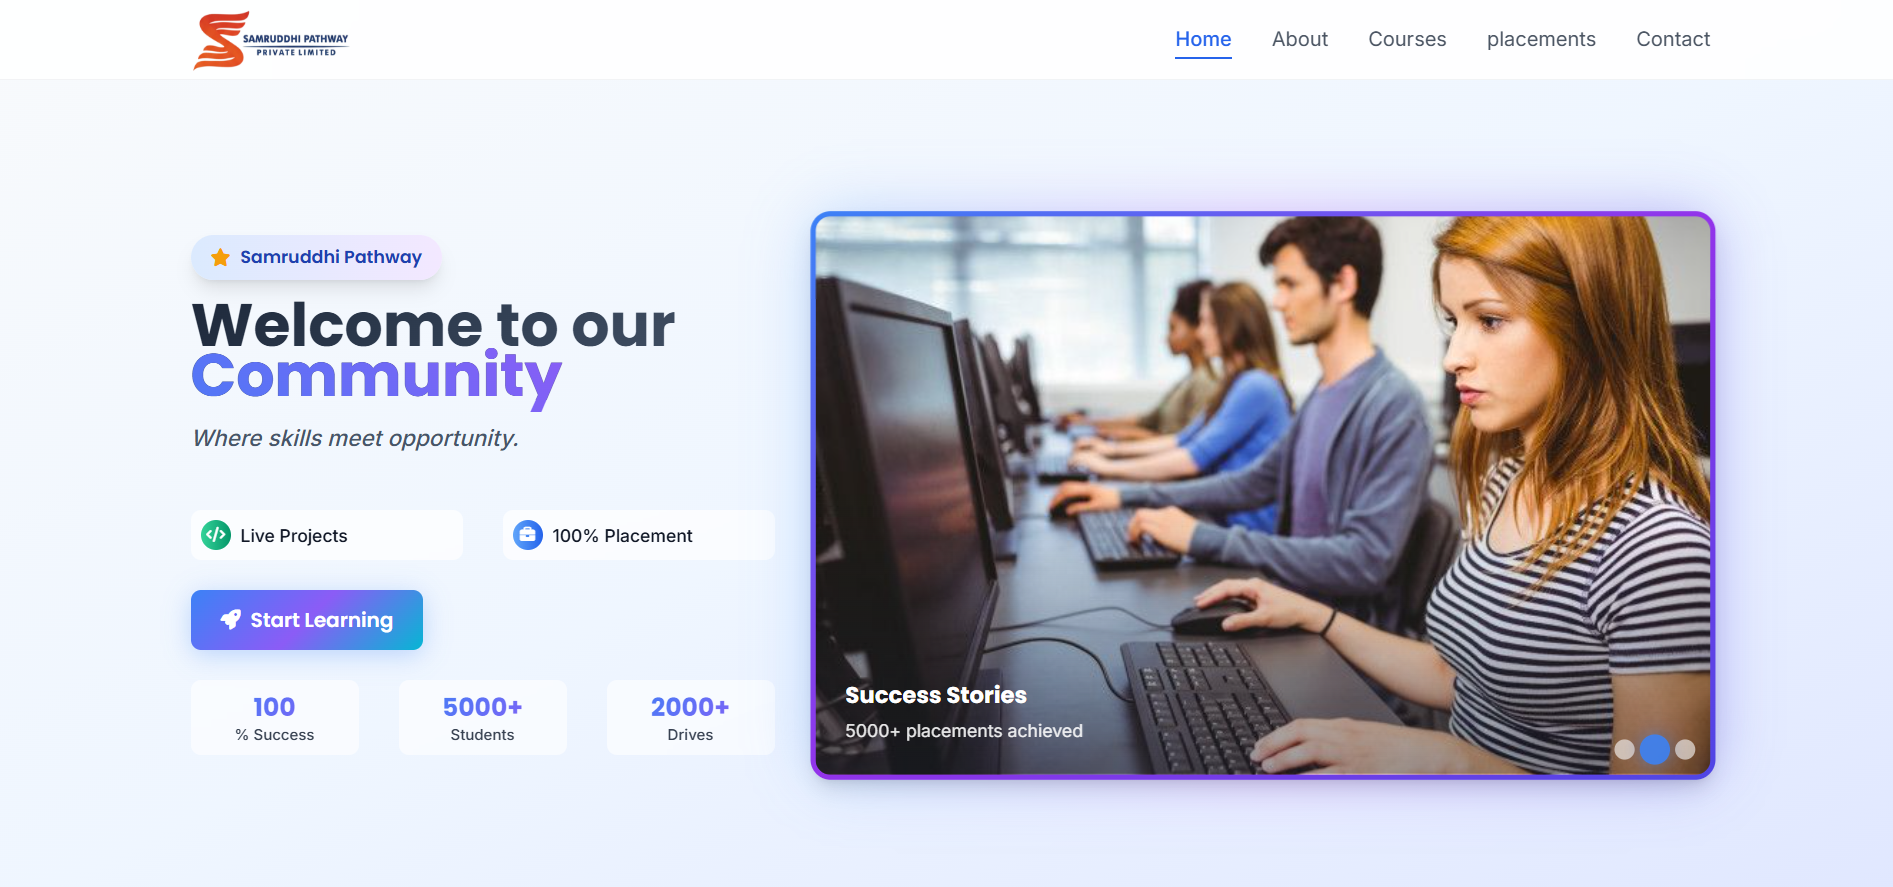 SAMRUDDHI PATHWAY
PRIVATE LIMITED
Home
About
Courses
placements
Contact
Samruddhi Pathway
Welcome to our
Community
Where skills meet opportunity.
Live Projects
100% Placement
Start Learning
100
% Success
5000+
Students
2000+
Drives
Success Stories
5000+ placements achieved